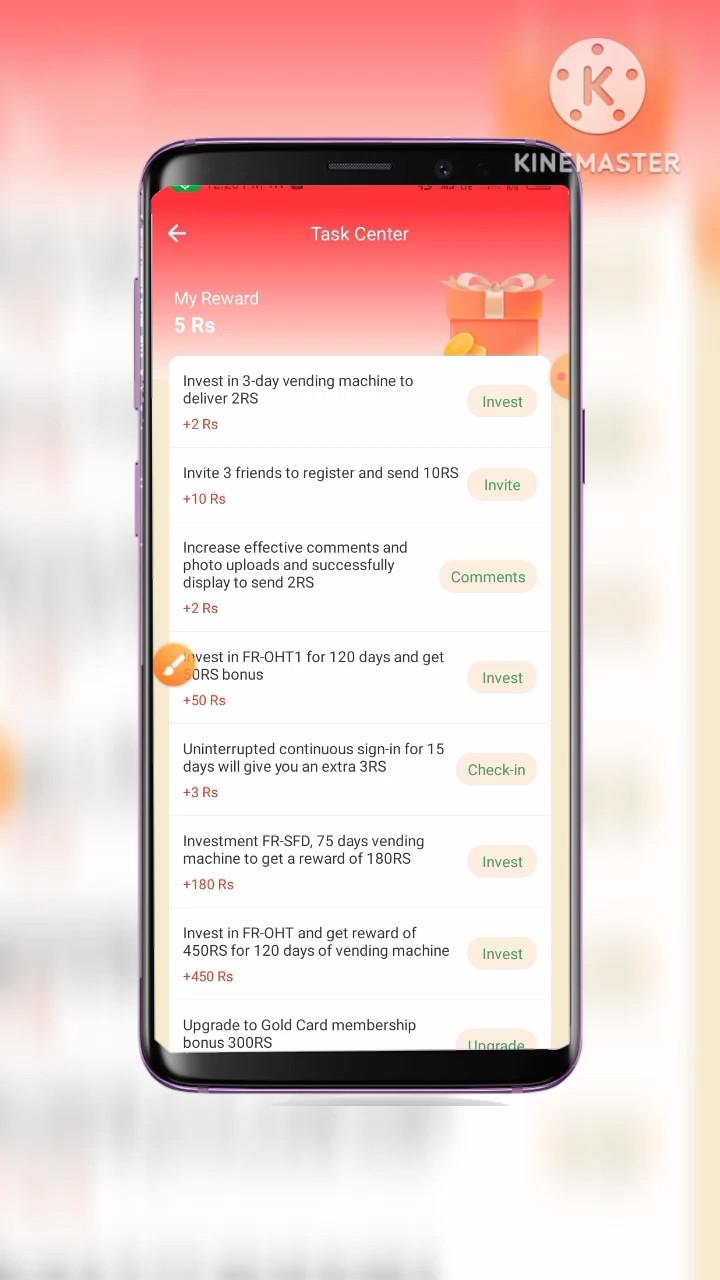 KINEMASTER
Task Center
My Reward
5 Rs
Invest in 3-day vending machine to
deliver 2RS
+2 Rs
Invest
Invite 3 friends to register and send 10RS
+10 Rs
Invite
Increase effective comments and
photo uploads and successfully
display to send 2RS
+2 Rs
Comments
Invest in FR-OHT1 for 120 days and get
50RS bonus
+50 Rs
Invest
Uninterrupted continuous sign-in for 15
days will give you an extra 3RS
+3 Rs
Check-in
Investment FR-SFD, 75 days vending
machine to get a reward of 180RS
+180 Rs
Invest
Invest in FR-OHT and get reward of
450RS for 120 days of vending machine
+450 Rs
Invest
Upgrade to Gold Card membership
bonus 300RS
Upgrade